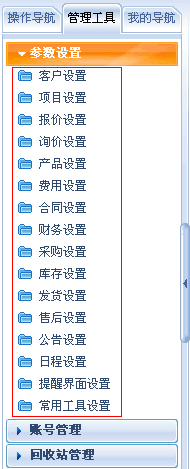 操作导航 管理工具 我的导航
参数设置
客户设置
项目设置
报价设置
询价设置
产品设置
费用设置
合同设置
财务设置
采购设置
库存设置
发货设置
售后设置
公告设置
日程设置
提醒界面设置
常用工具设置
账号管理
回收站管理